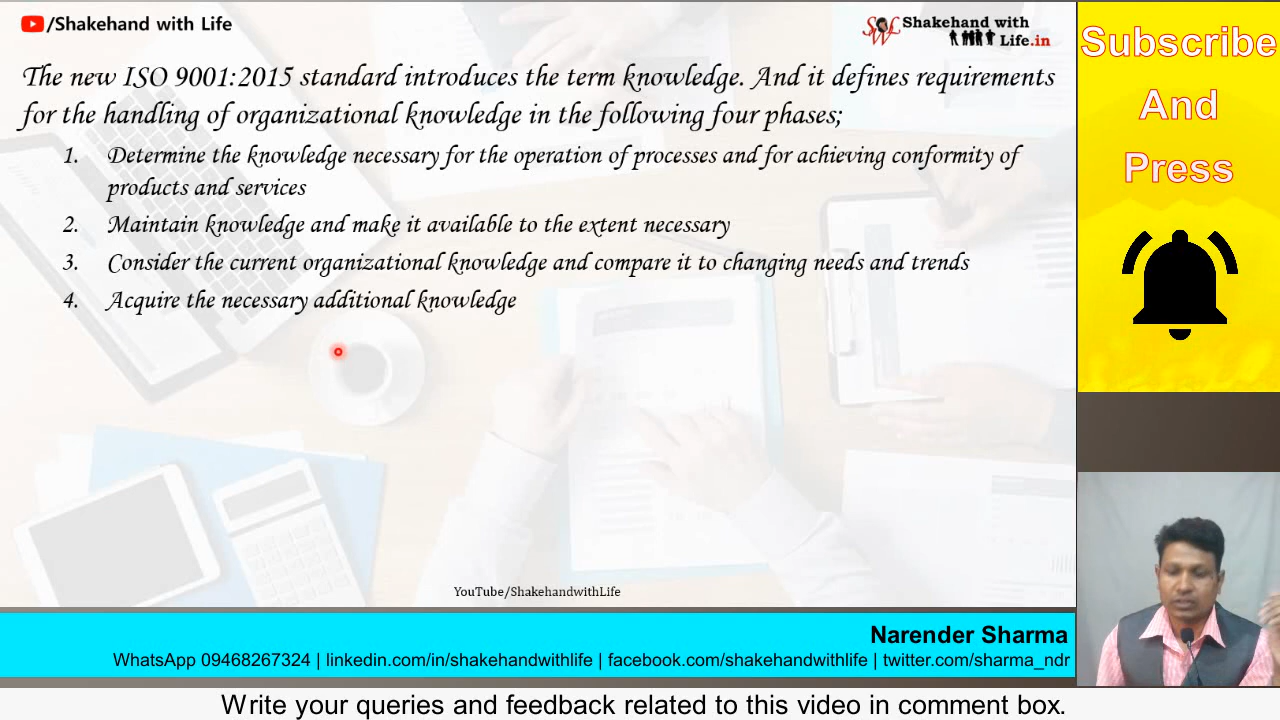 /Shakehand with Life
SWL Shakehand with
Life.in
The new ISO 9001:2015 standard introduces the term knowledge. And it defines requirements
for the handling of organizational knowledge in the following four phases;
1. Determine the knowledge necessary for the operation of processes and for achieving conformity of
products and services
2. Maintain knowledge and make it available to the extent necessary
3. Consider the current organizational knowledge and compare it to changing needs and trends
4. Acquire the necessary additional knowledge
YouTube/ShakehandwithLife
Subscribe
And
Press
Narender Sharma
WhatsApp 09468267324 | linkedin.com/in/shakehandwithlife | facebook.com/shakehandwithlife | twitter.com/sharma_ndr
Write your queries and feedback related to this video in comment box.